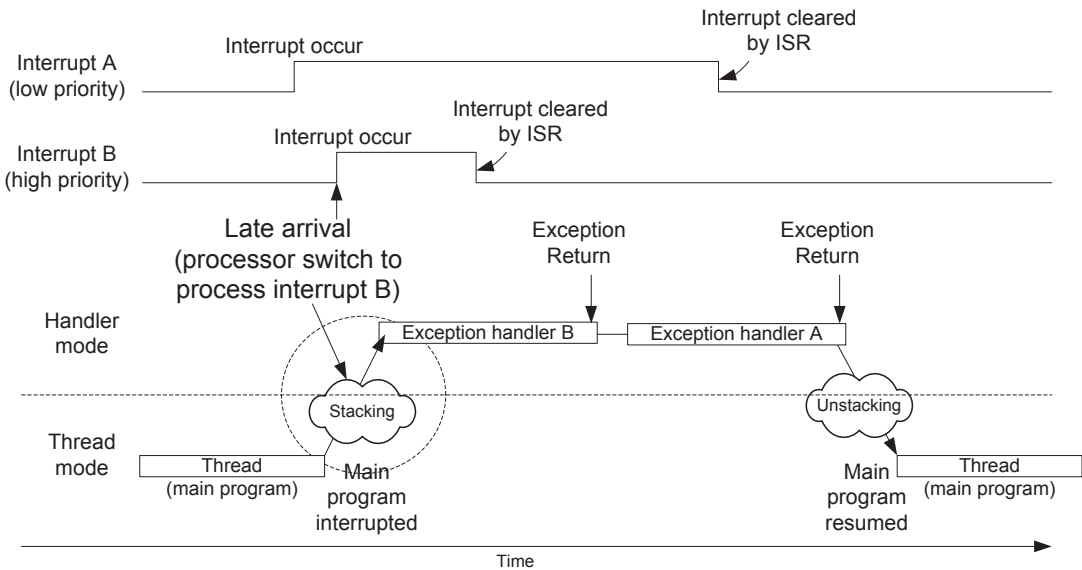 Interrupt A
(low priority)
Interrupt occur
Interrupt cleared
by ISR
Interrupt B
(high priority)
Interrupt occur
Interrupt cleared
by ISR
Late arrival
(processor switch to
process interrupt B)
Exception
Return
Exception
Return
Handler
mode
Exception handler B
Exception handler A
Stacking
Unstacking
Thread
mode
Thread
(main program)
Main
program
interrupted
Main
program
resumed
Thread
(main program)
Time